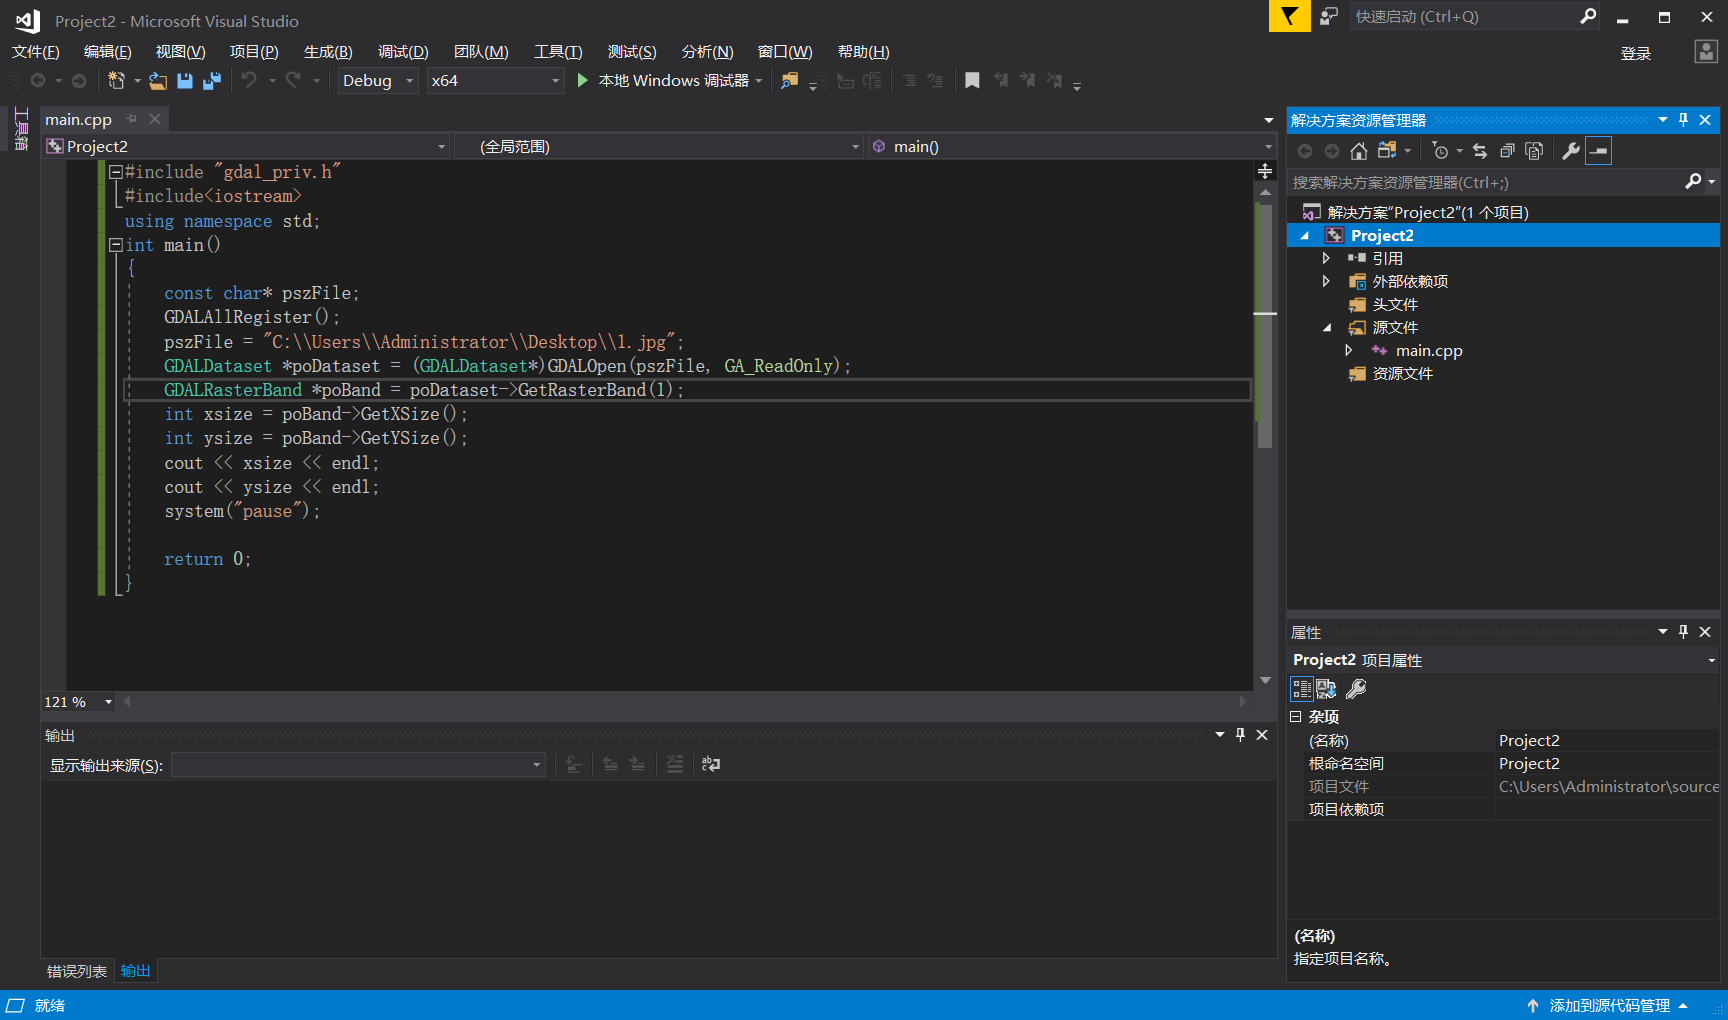 Project2 - Microsoft Visual Studio
快速启动 (Ctrl+Q)
文件(F) 编辑(E) 视图(V) 项目(P) 生成(B) 调试(D) 团队(M) 工具(T) 测试(S) 分析(N) 窗口(W) 帮助(H)
登录
Debug x64 本地 Windows 调试器
工具箱
main.cpp
Project2 (全局范围) main()
#include "gdal_priv.h"
#include<iostream>
using namespace std;
int main()
{
const char* pszFile;
GDALAllRegister();
pszFile = "C:\\Users\\Administrator\\Desktop\\1.jpg";
GDALDataset *poDataset = (GDALDataset*)GDALOpen(pszFile, GA_ReadOnly);
GDALRasterBand *poBand = poDataset->GetRasterBand(1);
int xsize = poBand->GetXSize();
int ysize = poBand->GetYSize();
cout << xsize << endl;
cout << ysize << endl;
system("pause");
return 0;
}
121 %
输出
显示输出来源(S):
错误列表 输出
解决方案资源管理器
搜索解决方案资源管理器(Ctrl+;)
解决方案“Project2”(1 个项目)
Project2
引用
外部依赖项
头文件
源文件
main.cpp
资源文件
属性
Project2 项目属性
杂项
(名称) Project2
根命名空间 Project2
项目文件 C:\Users\Administrator\source
项目依赖项
(名称)
指定项目名称。
就绪
添加到源代码管理